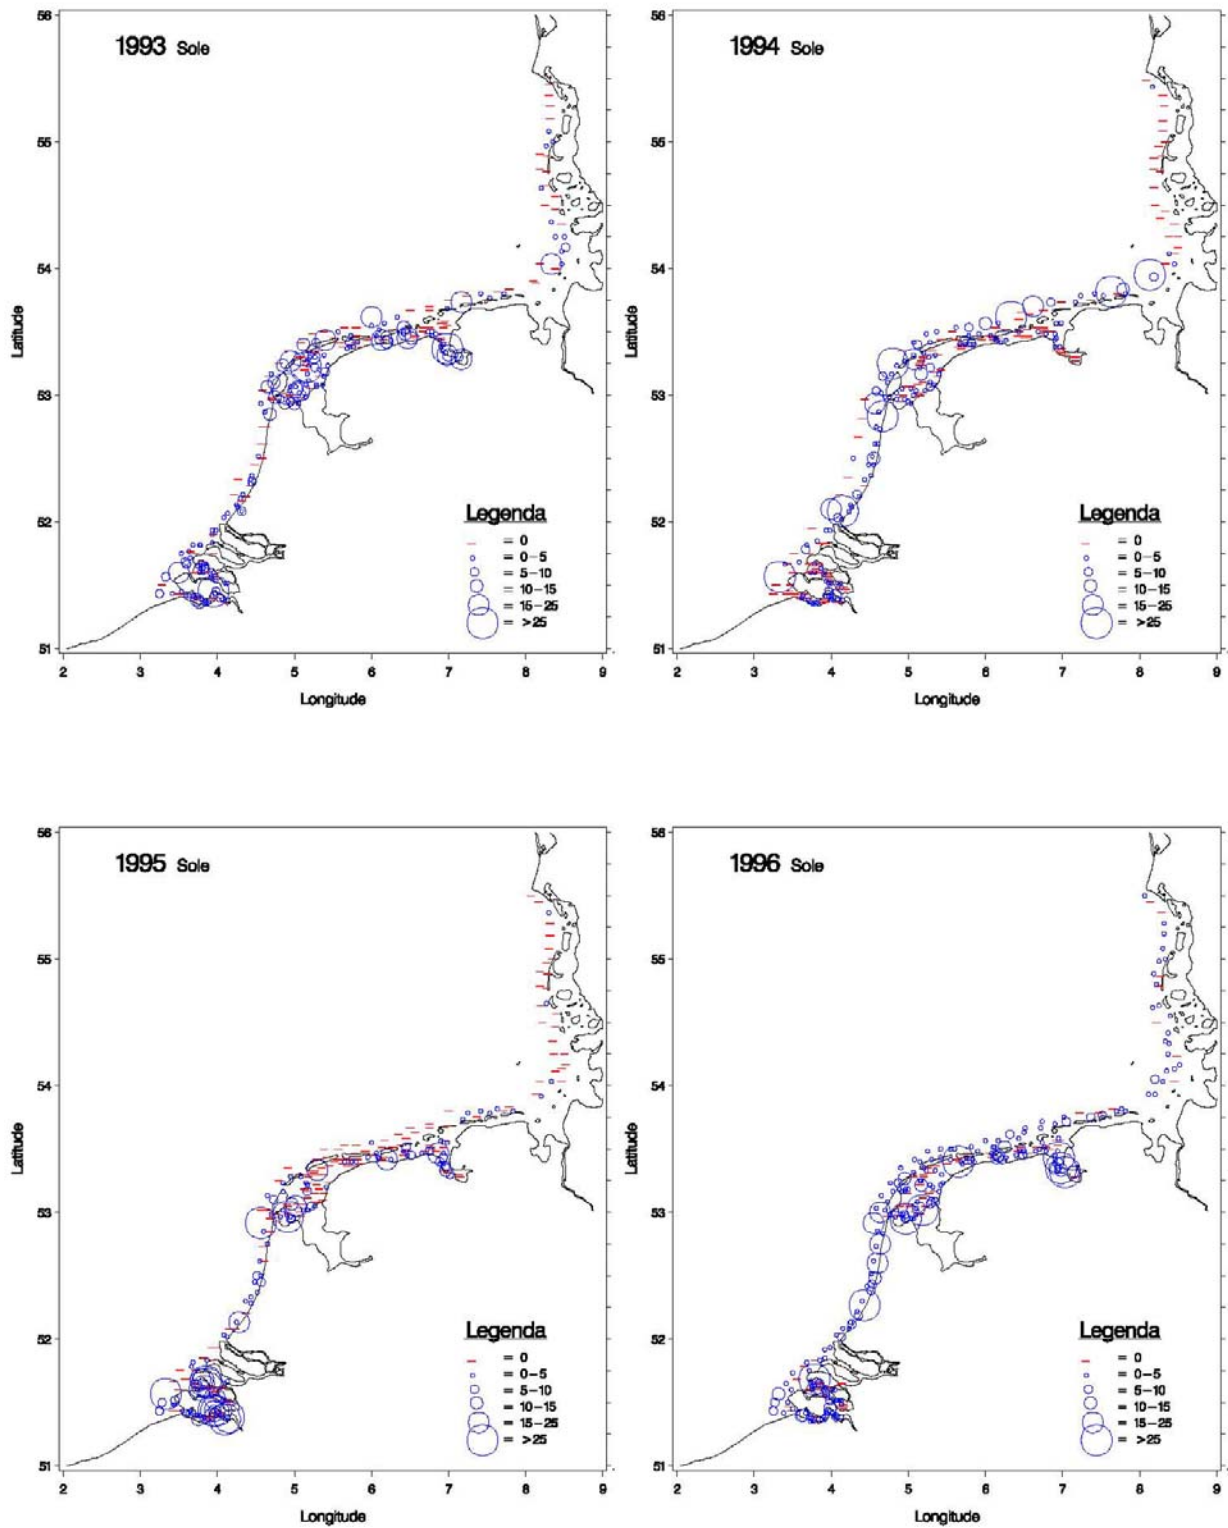 1993 Sole
56
55
54
53
52
51
Latitude
Legenda
= 0
= 0-5
= 5-10
= 10-15
= 15-25
= >25
2 3 4 5 6 7 8 9
Longitude
1994 Sole
56
55
54
53
52
51
Latitude
Legenda
= 0
= 0-5
= 5-10
= 10-15
= 15-25
= >25
2 3 4 5 6 7 8 9
Longitude
1995 Sole
56
55
54
53
52
51
Latitude
Legenda
= 0
= 0-5
= 5-10
= 10-15
= 15-25
= >25
2 3 4 5 6 7 8 9
Longitude
1996 Sole
56
55
54
53
52
51
Latitude
Legenda
= 0
= 0-5
= 5-10
= 10-15
= 15-25
= >25
2 3 4 5 6 7 8 9
Longitude